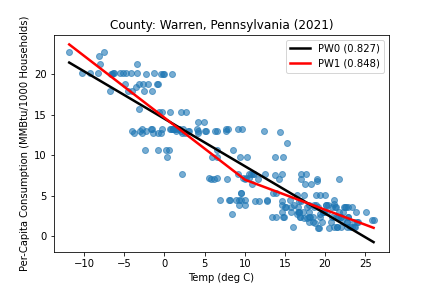 County: Warren, Pennsylvania (2021)
PW0 (0.827)
PW1 (0.848)
Per-Capita Consumption (MMBtu/1000 Households)
20
15
10
5
0
−10
−5
0
5
10
15
20
25
Temp (deg C)